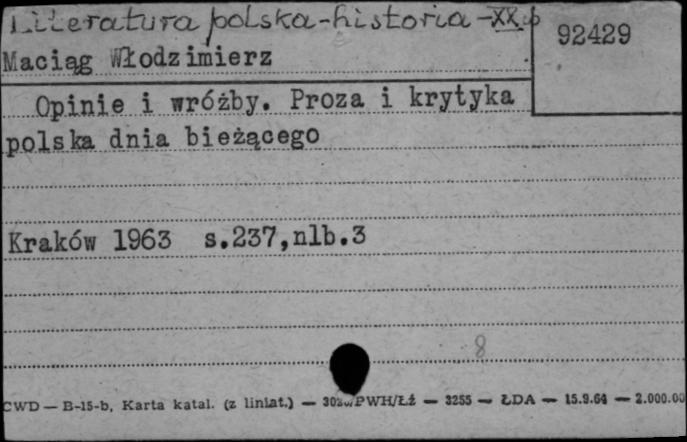 Literatura polska-historia-XX w
92429
Maciąg Włodzimierz
Opinie i wróżby. Proza i krytyka
polska dnia bieżącego
Kraków 1963 s.237,nlb.3
8
CWD — B-15-b, Karta katal. (z liniat.) — PWH/Łź — 3255 — ŁDA — 15.9.64 — 2.000.00